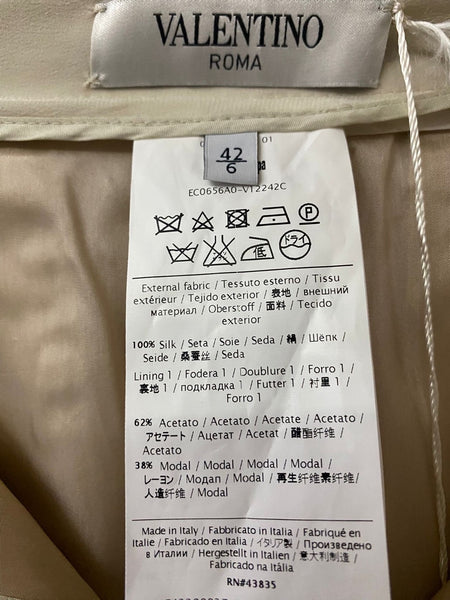 VALENTINO
ROMA
01
42
6
EC0656A0-V12242C
P
低
ドライ
External fabric / Tessuto esterno / Tissu
extérieur / Tejido exterior / 表地 / внешний
материал / Oberstoff / 面料 / Tecido
exterior
100% Silk / Seta / Soie / Seda / 絹 / Шёлк /
Seide / 桑蚕丝 / Seda
Lining 1 / Fodera 1 / Doublure 1 / Forro 1 /
裏地 1 / подкладка 1 / Futter 1 / 衬里 1 /
Forro 1
62% Acetato / Acetato / Acetate / Acetato /
アセテート / Ацетат / Acetat / 醋酯纤维 /
Acetato
38% Modal / Modal / Modal / Modal /
レーヨン / Модал / Modal / 再生纤维素纤维 /
人造纤维 / Modal
Made in Italy / Fabbricato in Italia / Fabriqué en
Italie / Fabricado en Italia / イタリア製 / Произведено
в Италии / Hergestellt in Italien / 意大利制造 /
Fabricado na Itália
RN#43835